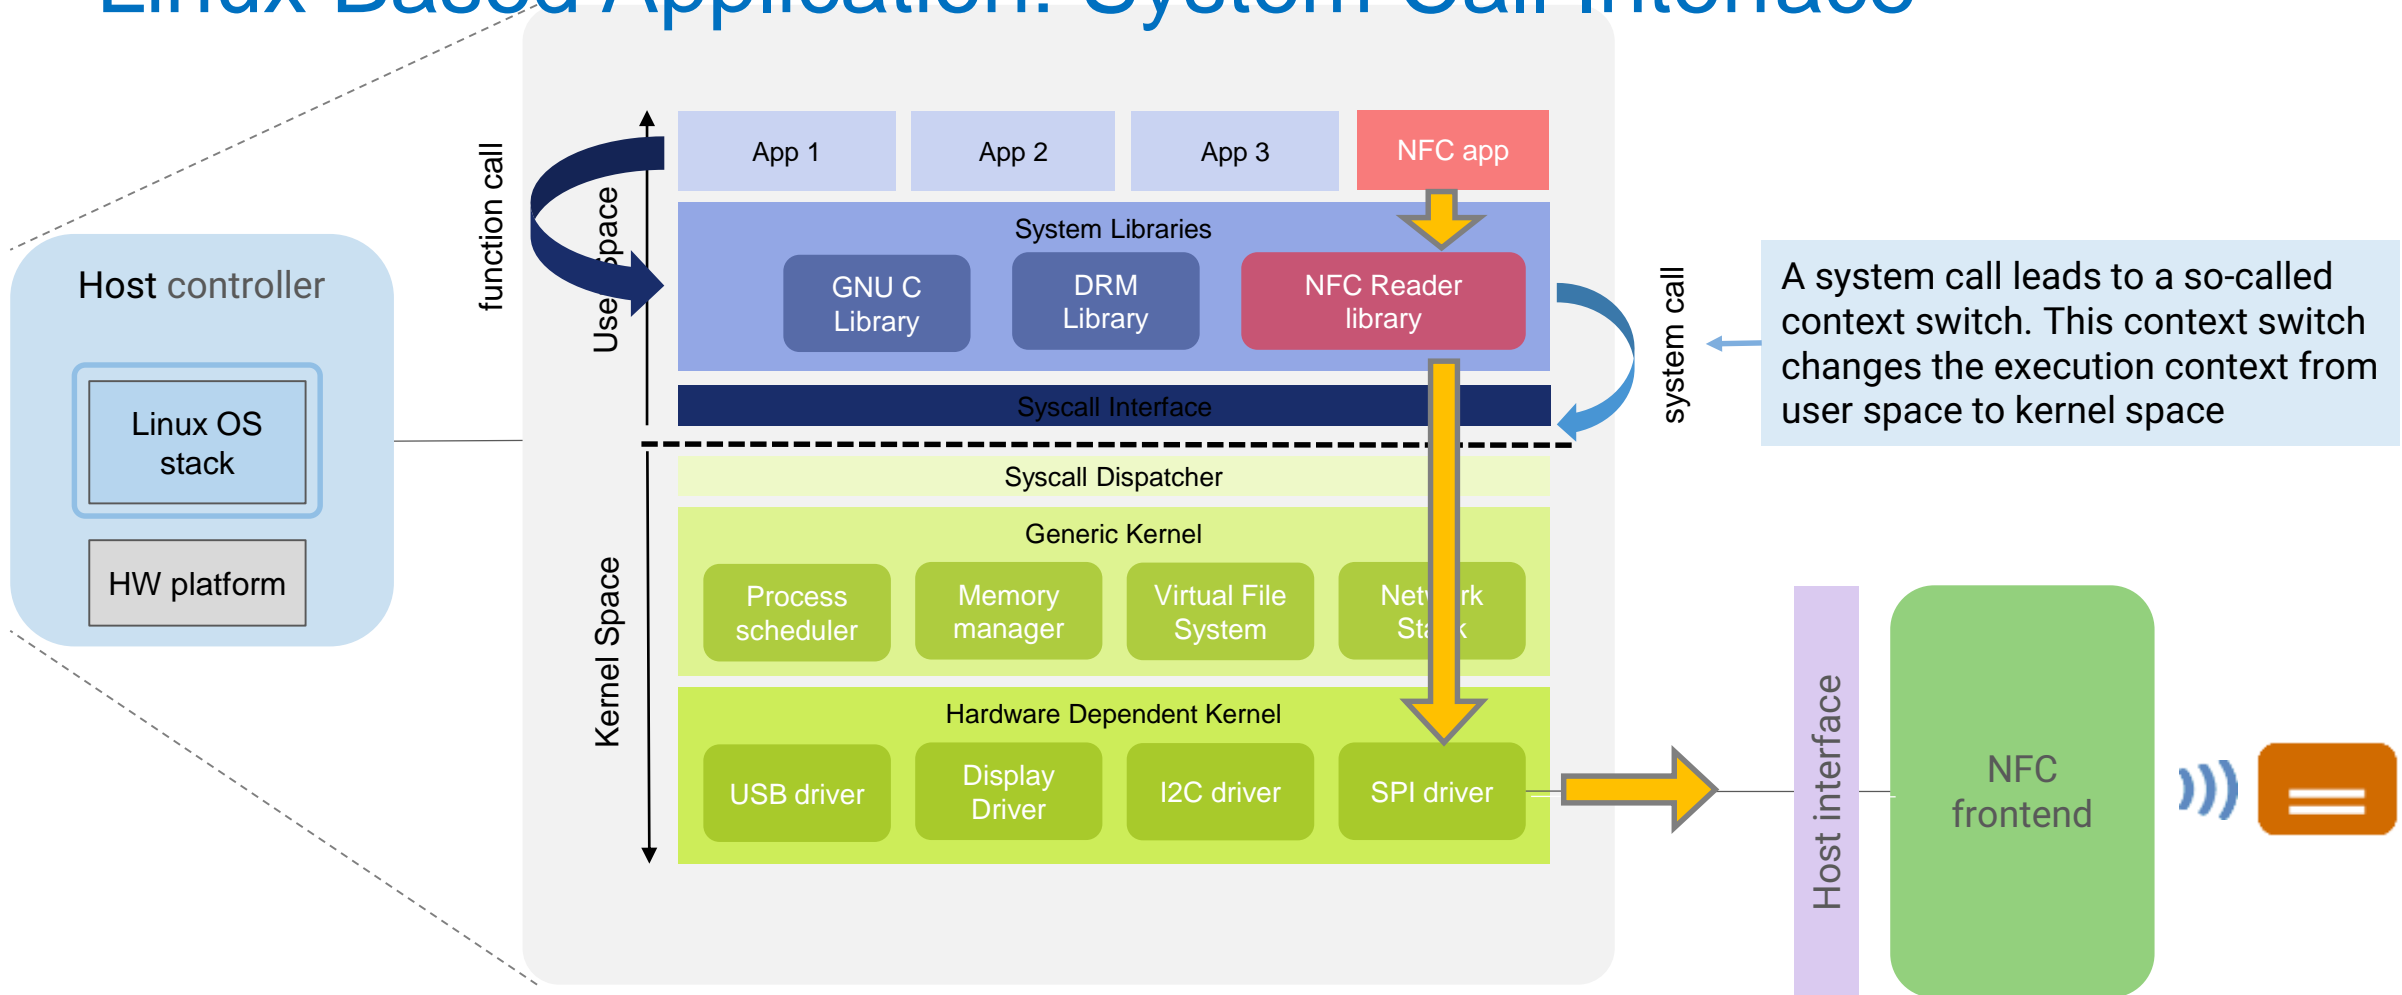 Linux Based Application: System Call Interface
function call
User Space
App 1
App 2
App 3
NFC app
System Libraries
GNU C
Library
DRM
Library
NFC Reader
library
Syscall Interface
system call
A system call leads to a so-called
context switch. This context switch
changes the execution context from
user space to kernel space
Host controller
Linux OS
stack
HW platform
Kernel Space
Syscall Dispatcher
Generic Kernel
Process
scheduler
Memory
manager
Virtual File
System
Network
Stack
Hardware Dependent Kernel
USB driver
Display
Driver
I2C driver
SPI driver
Host interface
NFC
frontend